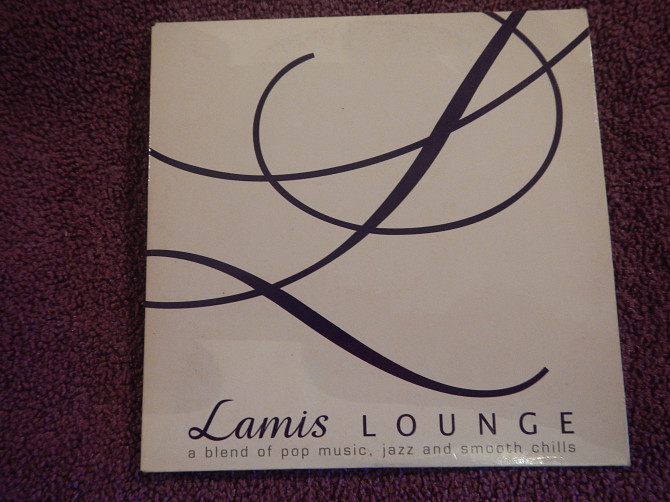 Lamis LOUNGE
a blend of pop music, jazz and smooth chills